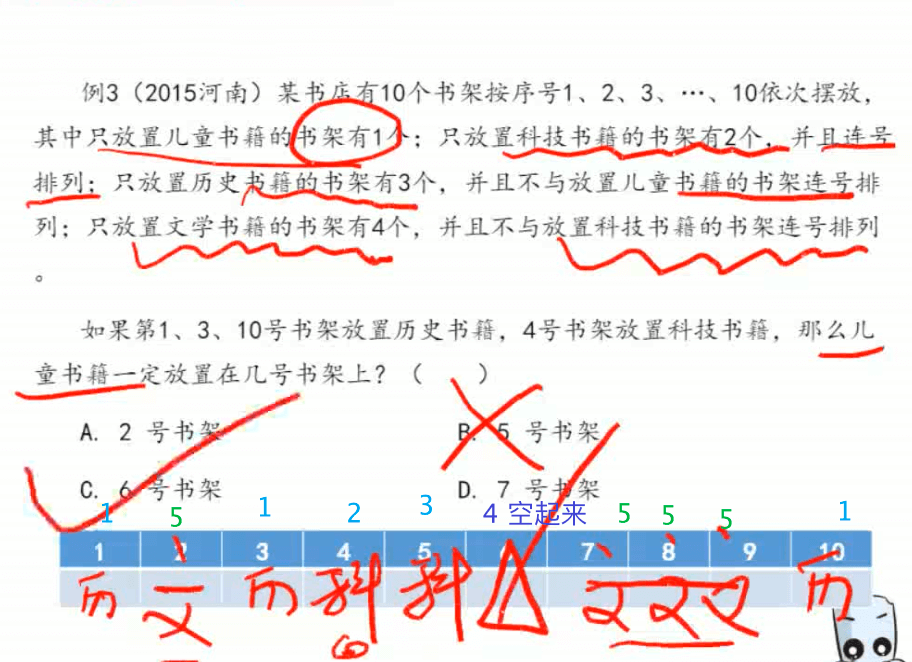 例3（2015河南）某书店有10个书架按序号1、2、3、…、10依次摆放，
其中只放置儿童书籍的书架有1个；只放置科技书籍的书架有2个，并且连号
排列；只放置历史书籍的书架有3个，并且不与放置儿童书籍的书架连号排
列；只放置文学书籍的书架有4个，并且不与放置科技书籍的书架连号排列
。
如果第1、3、10号书架放置历史书籍，4号书架放置科技书籍，那么儿
童书籍一定放置在几号书架上？（　　）
A. 2 号书架 B. 5 号书架
C. 6 号书架 D. 7 号书架
1 5 1 2 3 4 空起来 5 5 5 1
1 2 3 4 5 6 7 8 9 10
历 文 历 科 科 文 文 文 历